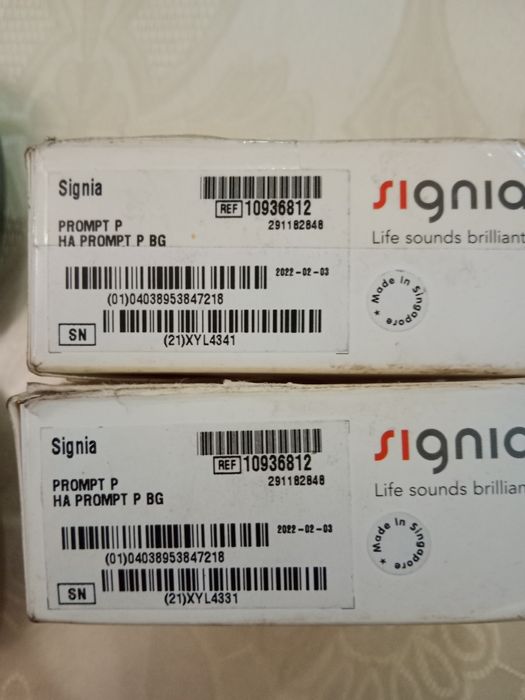 Signia
REF 10936812
291182848
PROMPT P
HA PROMPT P BG
2022-02-03
(01)04038953847218
SN
(21)XYL4341
signia
Life sounds brilliant
Made in Singapore
Signia
REF 10936812
291182848
PROMPT P
HA PROMPT P BG
2022-02-03
(01)04038953847218
SN
(21)XYL4331
signia
Life sounds brillian
Made in Singapore